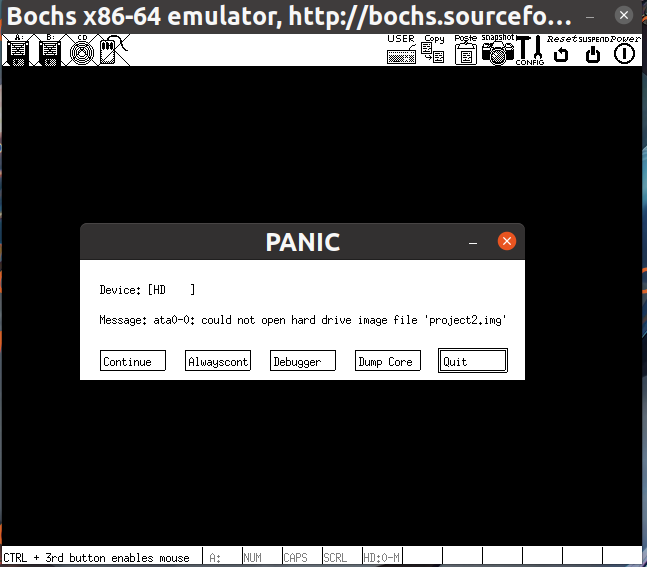 Bochs x86-64 emulator, http://bochs.sourcefo...
A: B: CD USER Copy Paste snapshot CONFIG Reset SUSPEND Power
PANIC
Device: [HD    ]
Message: ata0-0: could not open hard drive image file 'project2.img'
Continue Alwayscont Debugger Dump Core Quit
CTRL + 3rd button enables mouse A: NUM CAPS SCRL HD:0-M